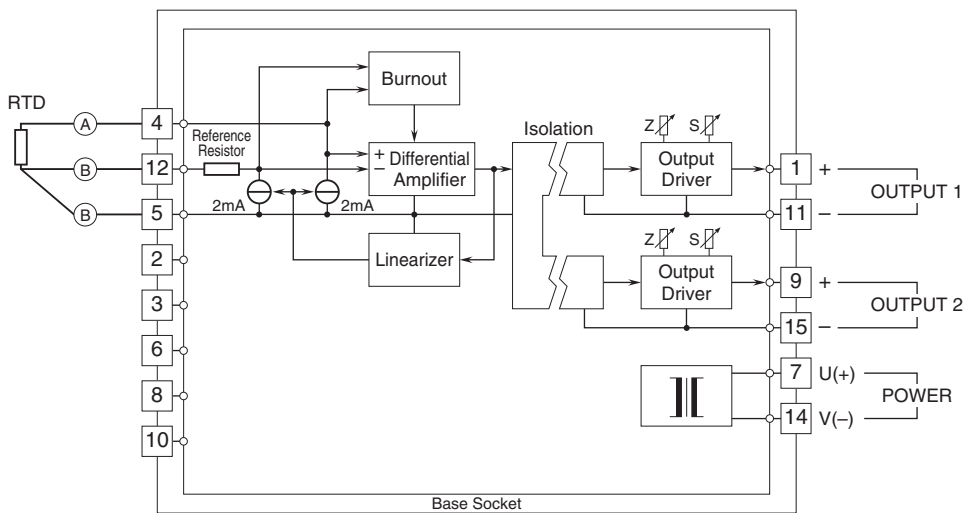 RTD
A
B
B
4
12
5
2
3
6
8
10
Reference
Resistor
Burnout
+
−
Differential
Amplifier
2mA
2mA
Linearizer
Isolation
Z
S
Output
Driver
Z
S
Output
Driver
1
+
11
−
OUTPUT 1
9
+
15
−
OUTPUT 2
7
U(+)
14
V(−)
POWER
Base Socket